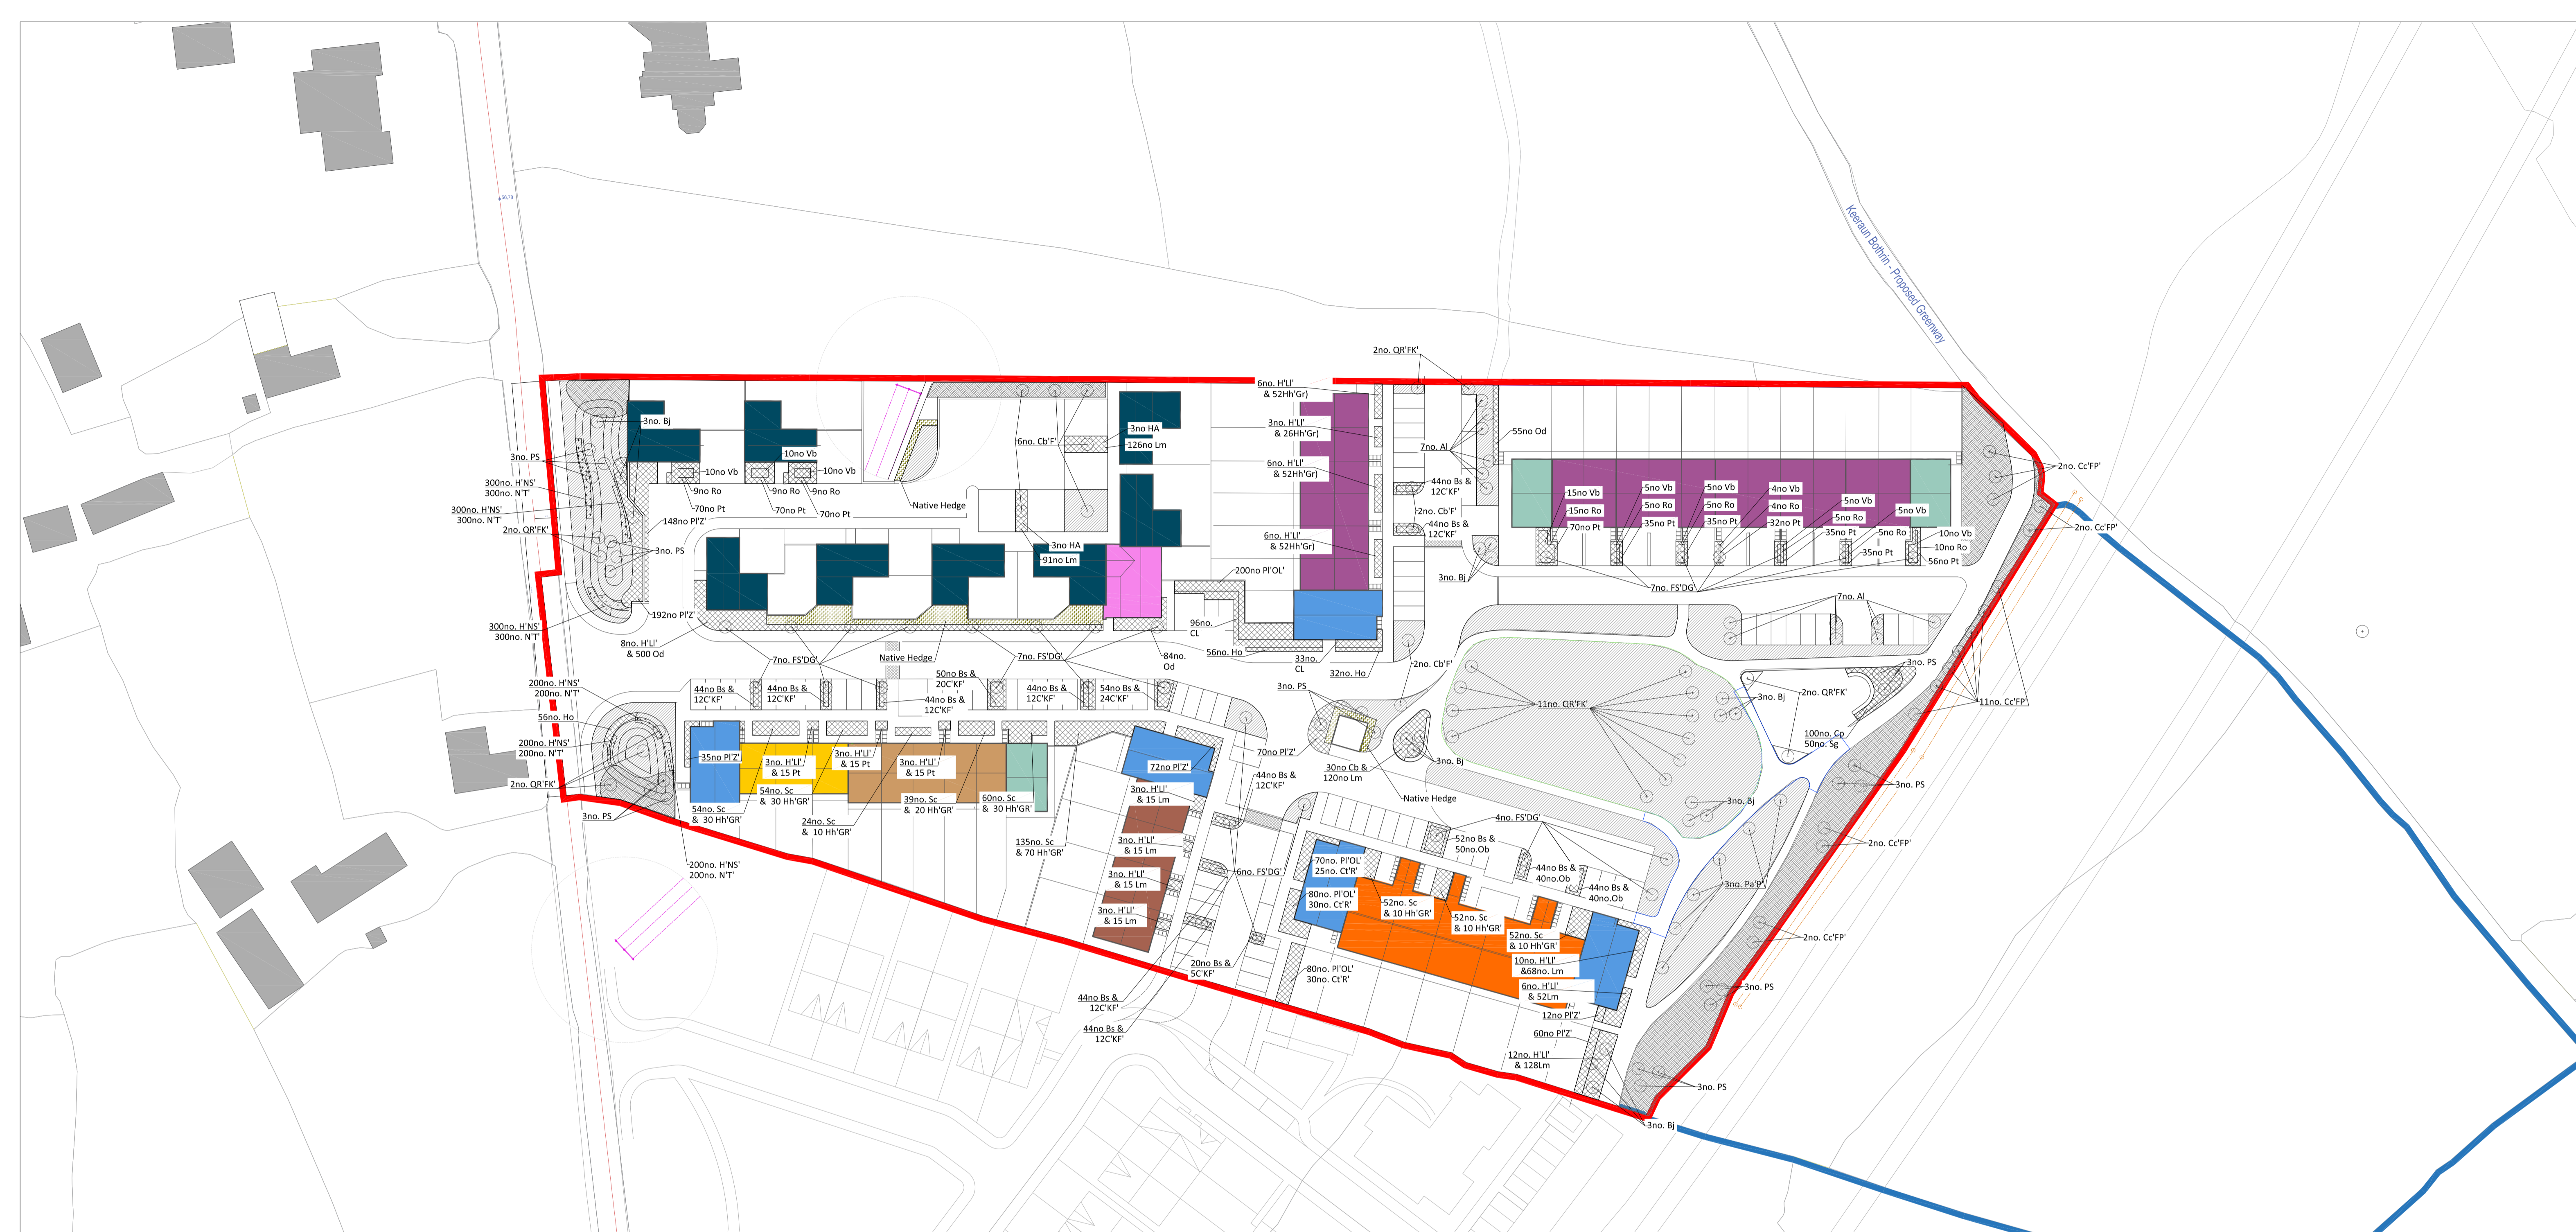 36.78
Keeraun Bothrin - Proposed Greenway
2no. QR'FK'
6no. H'LI'
& 52Hh'Gr)
3no. H'LI'
& 26Hh'Gr)
6no. H'LI'
& 52Hh'Gr)
6no. H'LI'
& 52Hh'Gr)
7no. Al
55no Od
44no Bs &
12C'KF'
2no. Cb'F'
44no Bs &
12C'KF'
3no. Bj
3no. Bj
3no. PS
300no. H'NS'
300no. N'T'
300no. H'NS'
300no. N'T'
2no. QR'FK'
10no Vb
9no Ro
70no Pt
10no Vb
9no Ro
70no Pt
10no Vb
9no Ro
70no Pt
148no Pl'Z'
3no. PS
192no Pl'Z'
300no. H'NS'
300no. N'T'
8no. H'LI'
& 500 Od
Native Hedge
6no. Cb'F'
3no HA
126no Lm
3no HA
91no Lm
200no Pl'OL'
96no.
CL
56no. Ho
33no.
CL
32no. Ho
2no. Cb'F'
84no.
Od
7no. FS'DG'
Native Hedge
7no. FS'DG'
15no Vb
15no Ro
70no Pt
5no Vb
5no Ro
35no Pt
5no Vb
5no Ro
35no Pt
4no Vb
4no Ro
32no Pt
5no Vb
5no Ro
35no Pt
5no Vb
5no Ro
35no Pt
10no Vb
10no Ro
56no Pt
7no. FS'DG'
2no. Cc'FP'
2no. Cc'FP'
7no. Al
3no. PS
11no. Cc'FP'
2no. QR'FK'
100no. Cp
50no. Sg
3no. Bj
11no. QR'FK'
3no. PS
70no Pl'Z'
30no Cb &
120no Lm
3no. Bj
Native Hedge
3no. Bj
3no. PS
2no. Cc'FP'
3no. Pa'P'
2no. Cc'FP'
3no. PS
3no. PS
3no. Bj
200no. H'NS'
200no. N'T'
56no. Ho
200no. H'NS'
200no. N'T'
2no. QR'FK'
3no. PS
200no. H'NS'
200no. N'T'
44no Bs &
12C'KF'
44no Bs &
12C'KF'
44no Bs &
12C'KF'
50no Bs &
20C'KF'
44no Bs &
12C'KF'
54no Bs &
24C'KF'
35no Pl'Z'
3no. H'LI'
& 15 Pt
3no. H'LI'
& 15 Pt
3no. H'LI'
& 15 Pt
54no. Sc
& 30 Hh'GR'
54no. Sc
& 30 Hh'GR'
24no. Sc
& 10 Hh'GR'
39no. Sc
& 20 Hh'GR'
60no. Sc
& 30 Hh'GR'
135no. Sc
& 70 Hh'GR'
72no Pl'Z'
44no Bs &
12C'KF'
3no. H'LI'
& 15 Lm
3no. H'LI'
& 15 Lm
3no. H'LI'
& 15 Lm
3no. H'LI'
& 15 Lm
6no. FS'DG'
20no Bs &
5C'KF'
44no Bs &
12C'KF'
44no Bs &
12C'KF'
4no. FS'DG'
52no Bs &
50no.Ob
44no Bs &
40no.Ob
44no Bs &
40no.Ob
70no. Pl'OL'
25no. Ct'R'
80no. Pl'OL'
30no. Ct'R'
80no. Pl'OL'
30no. Ct'R'
52no. Sc
& 10 Hh'GR'
52no. Sc
& 10 Hh'GR'
52no. Sc
& 10 Hh'GR'
10no. H'LI'
&68no. Lm
6no. H'LI'
& 52Lm
12no Pl'Z'
60no Pl'Z'
12no. H'LI'
& 128Lm